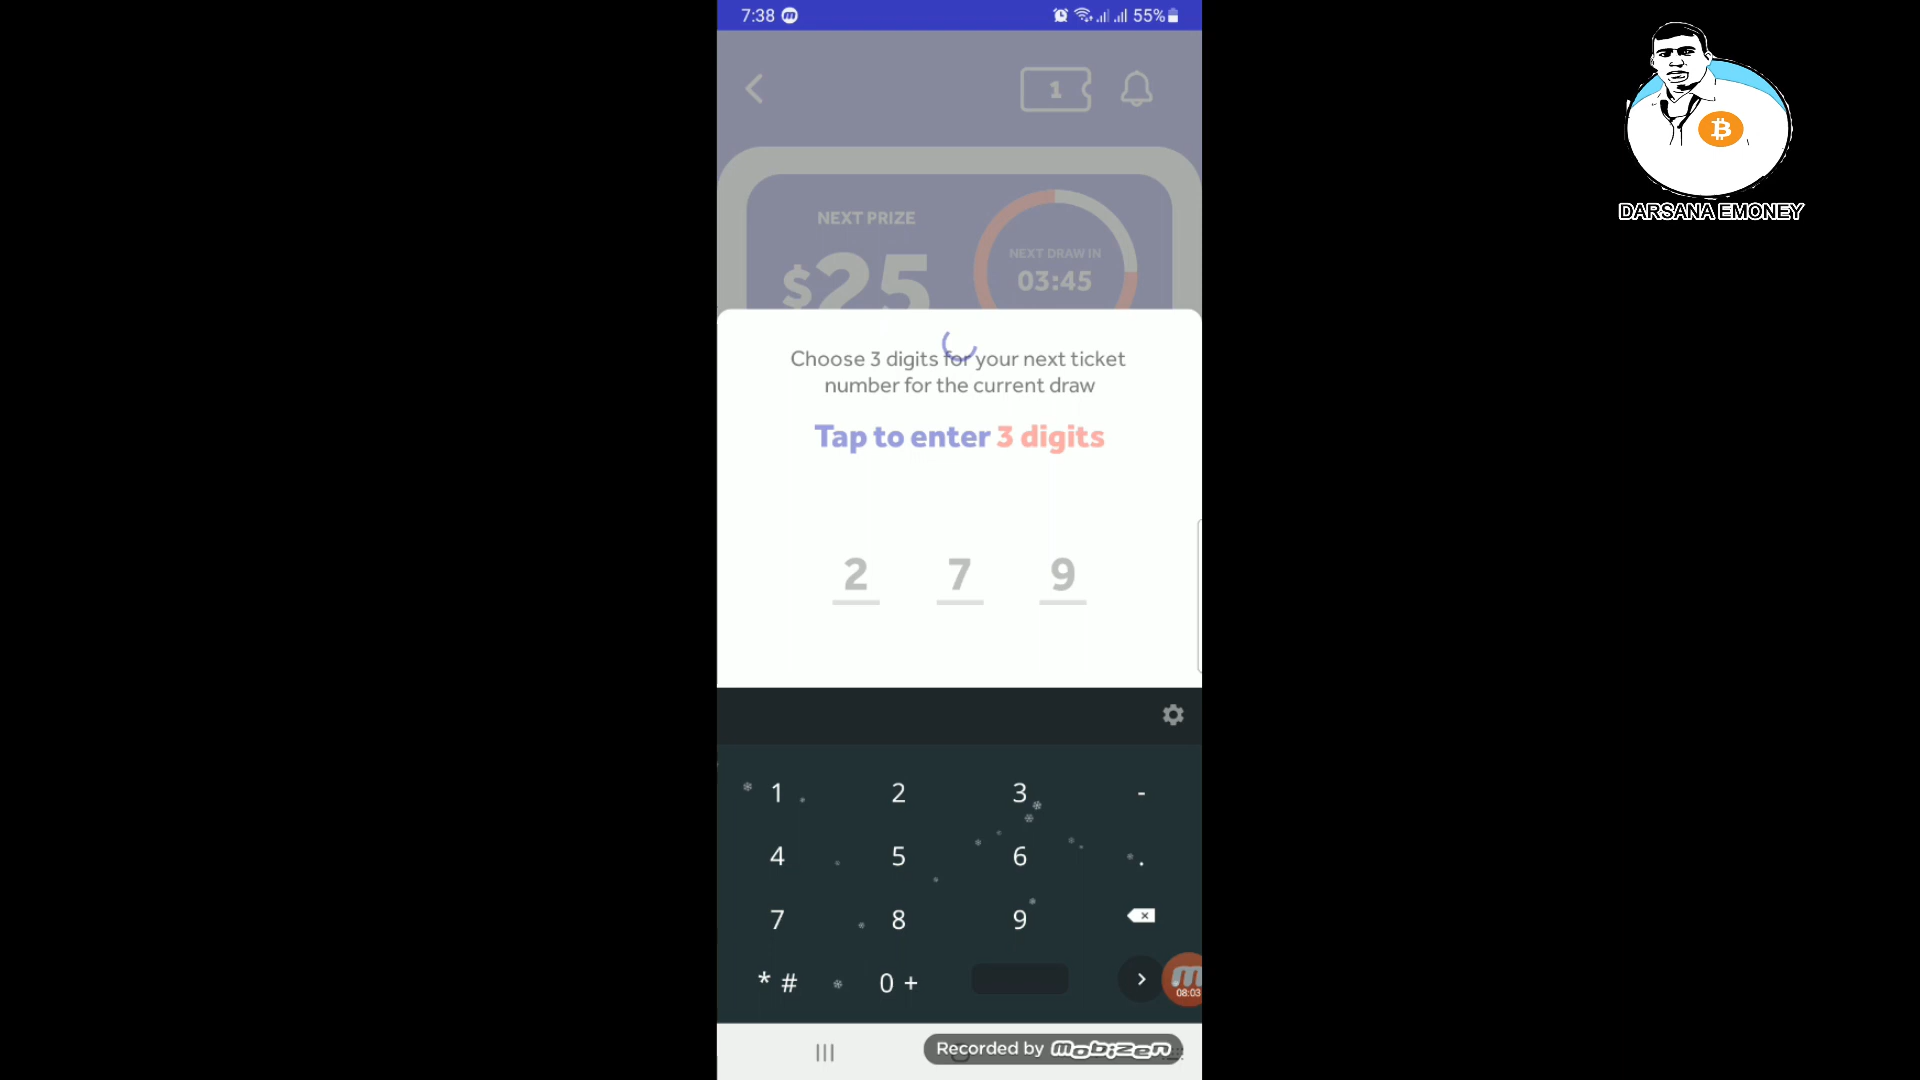 7:38
55%
1
NEXT PRIZE
$25
NEXT DRAW IN
03:45
Choose 3 digits for your next ticket
number for the current draw
Tap to enter 3 digits
2 7 9
1 2 3 -
4 5 6 .
7 8 9
* # 0 +
08:03
Recorded by mobizen
DARSANA EMONEY